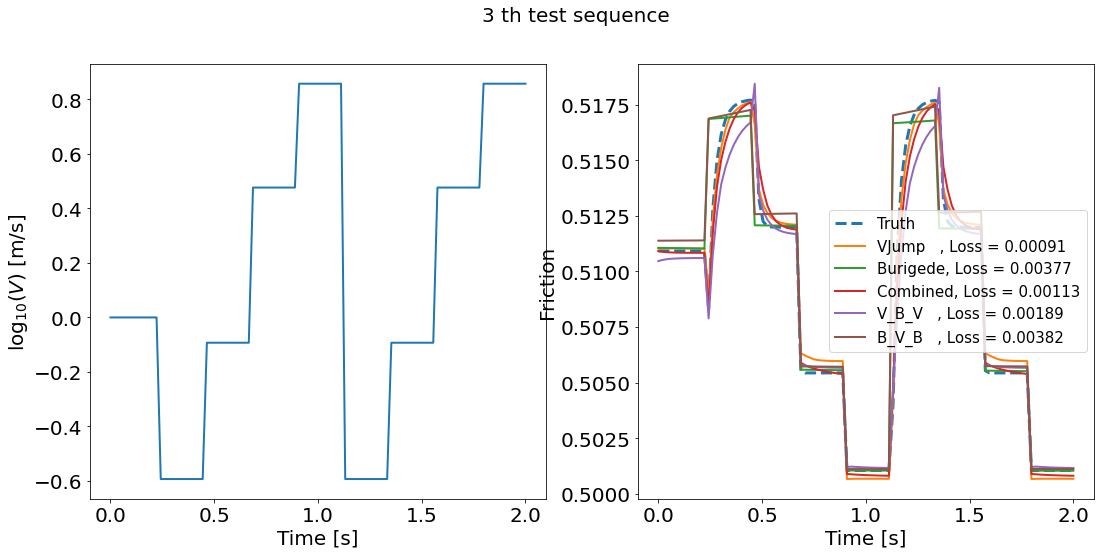 3 th test sequence
log₁₀(V) [m/s]
0.8
0.6
0.4
0.2
0.0
−0.2
−0.4
−0.6
0.0 0.5 1.0 1.5 2.0
Time [s]
Friction
0.5175
0.5150
0.5125
0.5100
0.5075
0.5050
0.5025
0.5000
Truth
VJump , Loss = 0.00091
Burigede, Loss = 0.00377
Combined, Loss = 0.00113
V_B_V , Loss = 0.00189
B_V_B , Loss = 0.00382
0.0 0.5 1.0 1.5 2.0
Time [s]